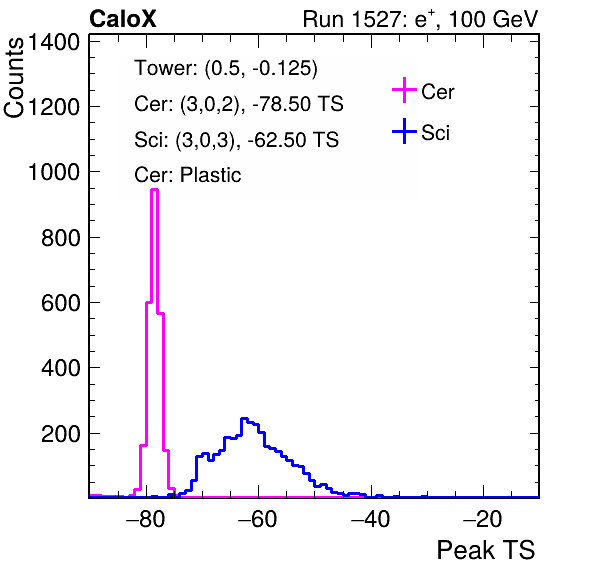 CaloX Run 1527: e⁺, 100 GeV
Counts
1400
1200
1000
800
600
400
200
Tower: (0.5, -0.125)
Cer: (3,0,2), -78.50 TS
Sci: (3,0,3), -62.50 TS
Cer: Plastic
Cer
Sci
−80 −60 −40 −20
Peak TS